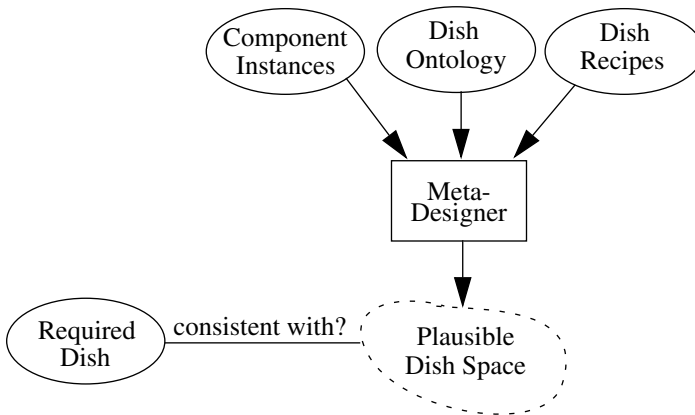 Component
Instances
Dish
Ontology
Dish
Recipes
Meta-
Designer
consistent with?
Required
Dish
Plausible
Dish Space